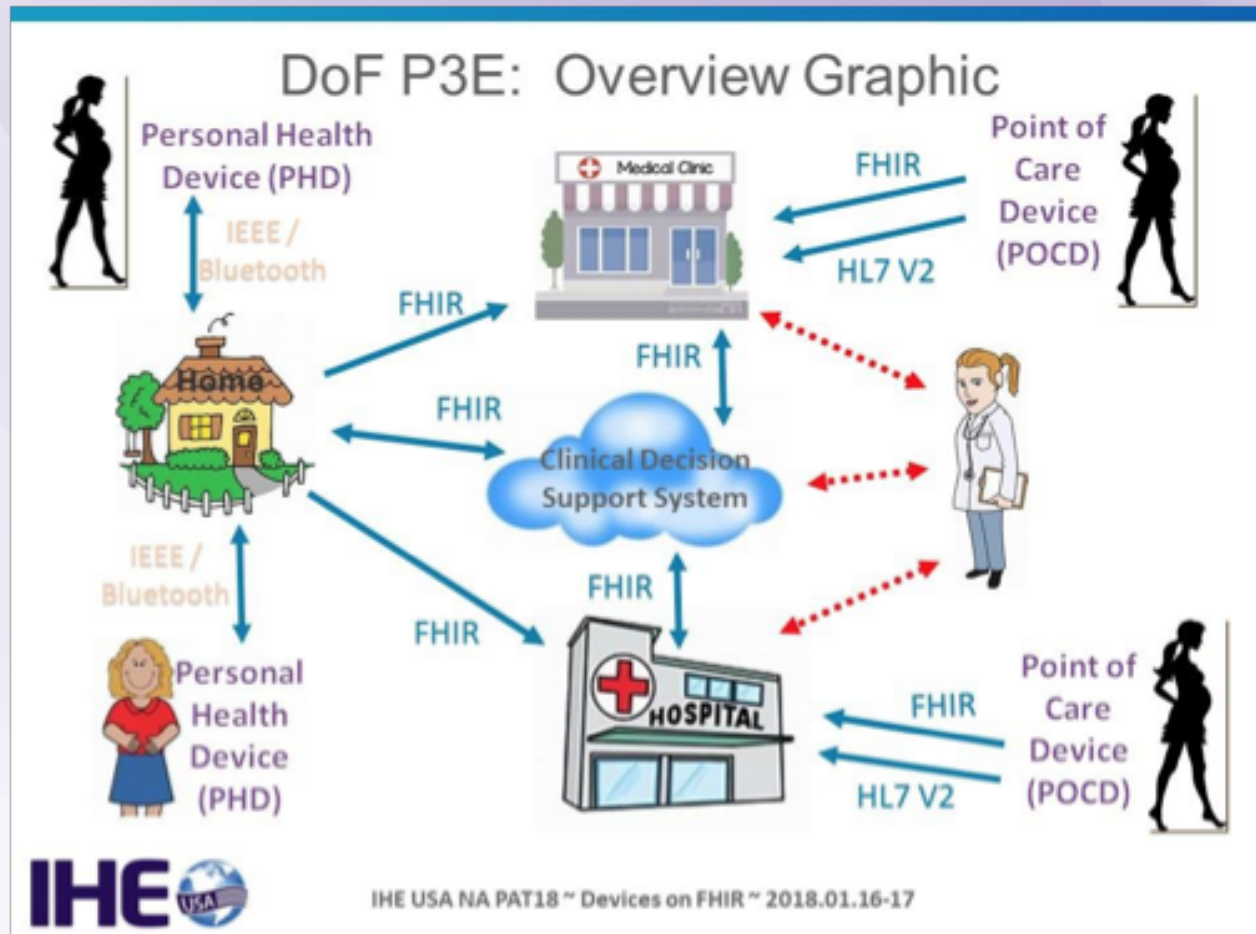 DoF P3E: Overview Graphic
Personal Health
Device (PHD)
IEEE /
Bluetooth
Medical Clinic
FHIR
HL7 V2
Point of
Care
Device
(POCD)
FHIR
FHIR
Home
FHIR
Clinical Decision
Support System
IEEE /
Bluetooth
FHIR
FHIR
Personal
Health
Device
(PHD)
HOSPITAL
FHIR
HL7 V2
Point of
Care
Device
(POCD)
IHE
USA
IHE USA NA PAT18 ~ Devices on FHIR ~ 2018.01.16-17